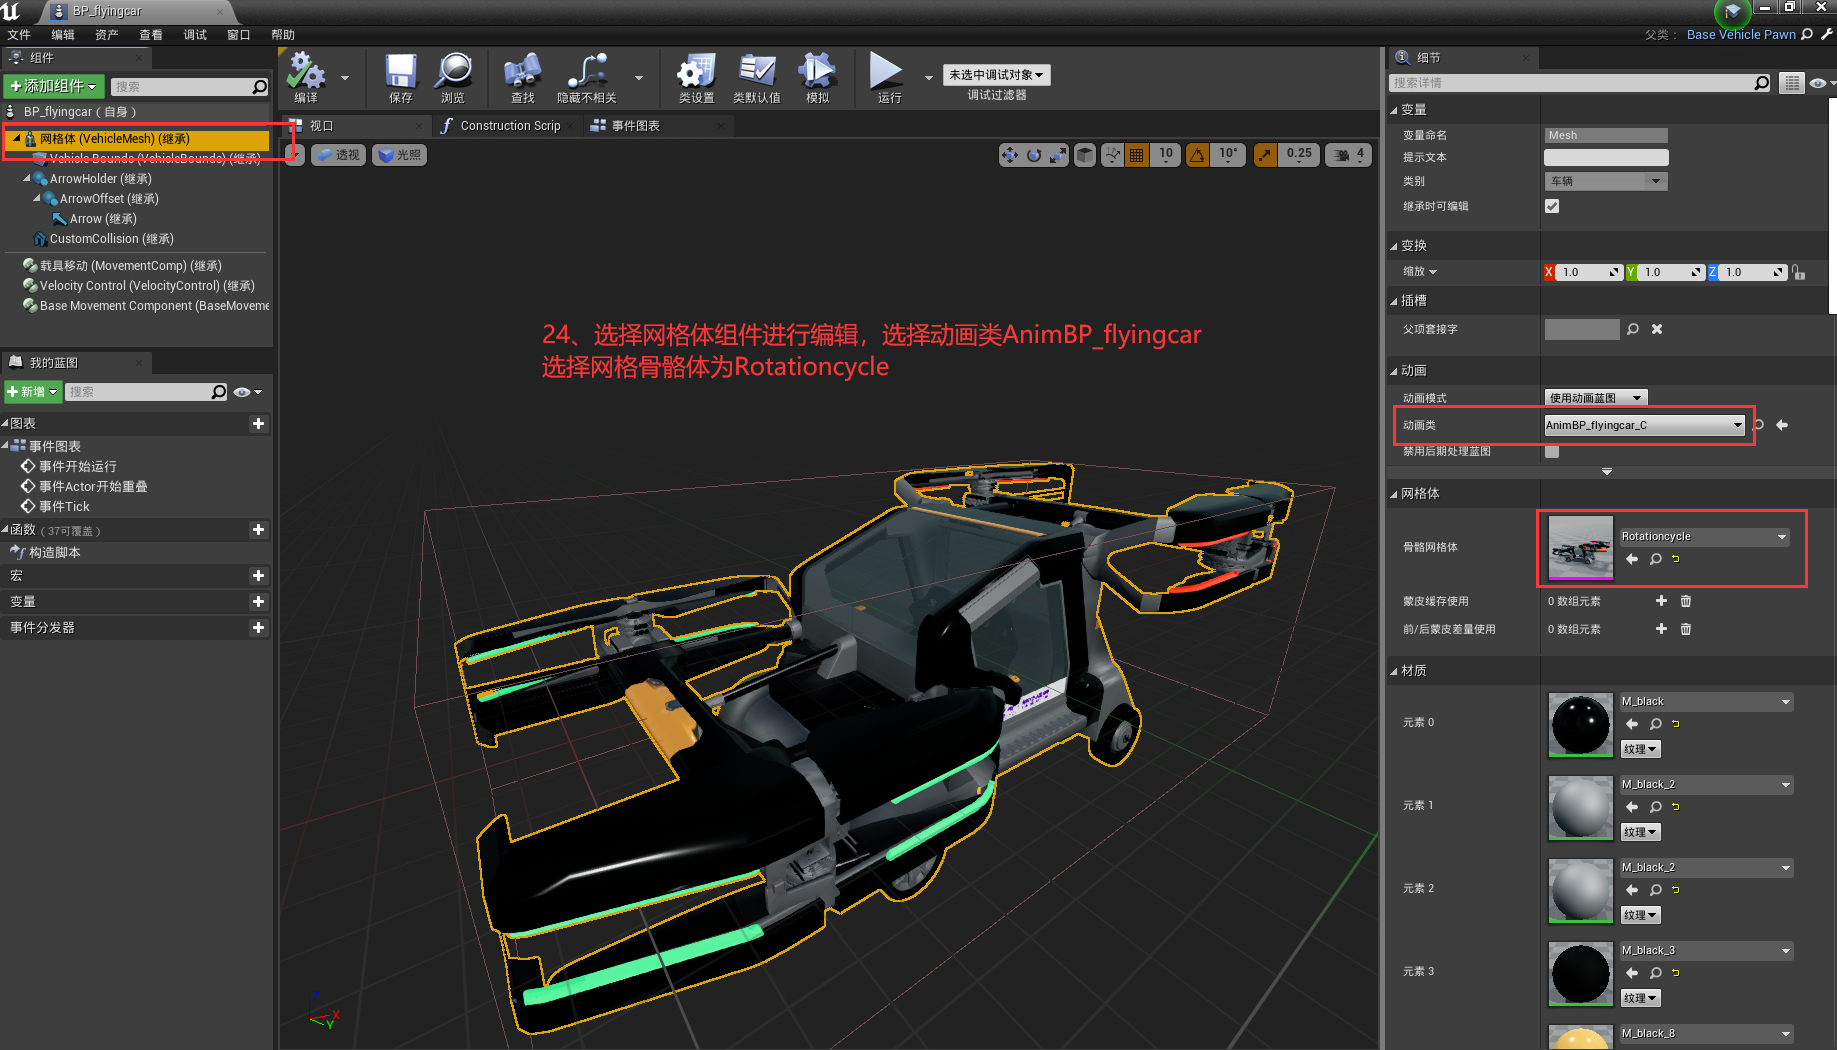 BP_flyingcar
文件 编辑 资产 查看 调试 窗口 帮助
父类： Base Vehicle Pawn
组件
添加组件 搜索
BP_flyingcar（自身）
网格体 (VehicleMesh) (继承)
Vehicle Bounds (VehicleBounds) (继承)
ArrowHolder (继承)
ArrowOffset (继承)
Arrow (继承)
CustomCollision (继承)
载具移动 (MovementComp) (继承)
Velocity Control (VelocityControl) (继承)
Base Movement Component (BaseMoveme
我的蓝图
新增 搜索
图表
事件图表
事件开始运行
事件Actor开始重叠
事件Tick
函数 （37可覆盖）
构造脚本
宏
变量
事件分发器
编译 保存 浏览 查找 隐藏不相关 类设置 类默认值 模拟 运行
未选中调试对象
调试过滤器
视口 Construction Scrip 事件图表
透视 光照 10 10° 0.25 4
24、选择网格体组件进行编辑，选择动画类AnimBP_flyingcar
选择网格骨骼体为Rotationcycle
X
Y
细节
搜索详情
变量
变量命名 Mesh
提示文本
类别 车辆
继承时可编辑
变换
缩放 X 1.0 Y 1.0 Z 1.0
插槽
父项套接字
动画
动画模式 使用动画蓝图
动画类 AnimBP_flyingcar_C
禁用后期处理蓝图
网格体
骨骼网格体 Rotationcycle
蒙皮缓存使用 0 数组元素
前/后蒙皮差量使用 0 数组元素
材质
元素 0 M_black
纹理
元素 1 M_black_2
纹理
元素 2 M_black_2
纹理
元素 3 M_black_3
纹理
M_black_8